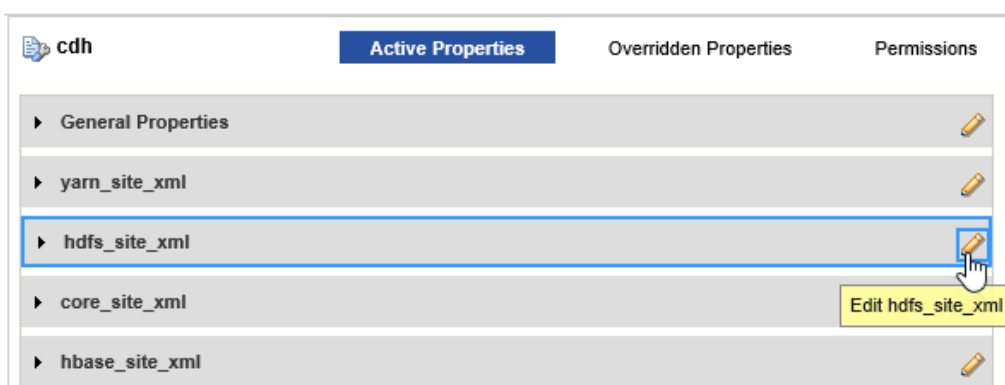 cdh Active Properties Overridden Properties Permissions
General Properties
yarn_site_xml
hdfs_site_xml
core_site_xml
Edit hdfs_site_xml
hbase_site_xml